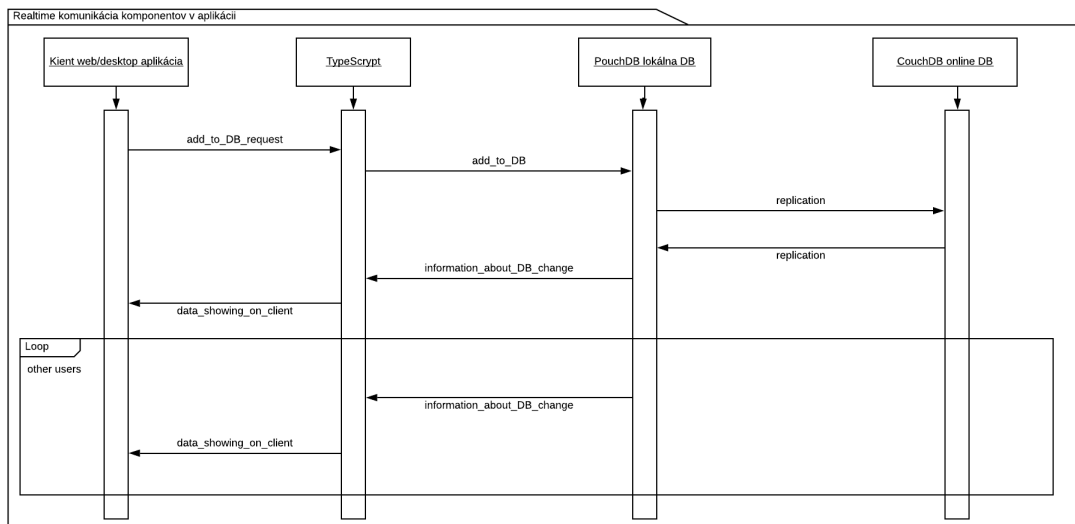 Realtime komunikácia komponentov v aplikácii
Kient web/desktop aplikácia
TypeScrypt
PouchDB lokálna DB
CouchDB online DB
add_to_DB_request
add_to_DB
replication
replication
information_about_DB_change
data_showing_on_client
Loop
other users
information_about_DB_change
data_showing_on_client